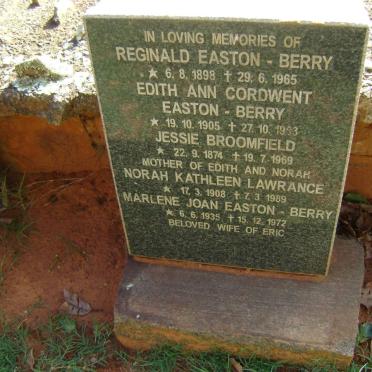 IN LOVING MEMORIES OF
REGINALD EASTON - BERRY
★ 6.8.1898 † 29.6.1965
EDITH ANN CORDWENT
EASTON - BERRY
★ 19.10.1905 † 27.10.1993
JESSIE BROOMFIELD
★ 22.9.1874 † 19.7.1969
MOTHER OF EDITH AND NORAH
NORAH KATHLEEN LAWRANCE
★ 17.3.1908 † 7.3.1989
MARLENE JOAN EASTON - BERRY
★ 6.6.1935 † 15.12.1972
BELOVED WIFE OF ERIC